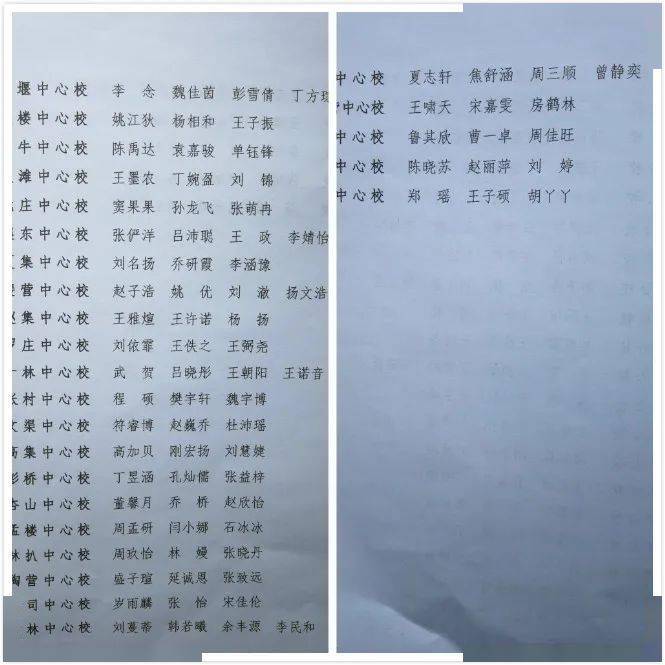 堰中心校 李 念 魏佳茵 彭雪倩 丁方
楼中心校 姚江狄 杨相和 王子振
牛中心校 陈禹达 袁嘉骏 单钰锋
滩中心校 王墨农 丁婉盈 刘 锦
庄中心校 窦果果 孙龙飞 张萌冉
东中心校 张俨洋 吕沛聪 王 政 李婧怡
集中心校 刘名扬 乔研霞 李涵豫
营中心校 赵子浩 姚 优 刘 澈 扬文浩
赵集中心校 王雅煊 王许诺 杨 扬
罗庄中心校 刘依霏 王佚之 王弼尧
林中心校 武 贺 吕晓彤 王朝阳 王诺音
张村中心校 程 硕 樊宇轩 魏宇博
文渠中心校 符睿博 赵巍乔 杜沛瑶
高集中心校 高加贝 刚宏扬 刘慧婕
彭桥中心校 丁昱涵 孔灿儒 张益梓
杏山中心校 董馨月 乔 桥 赵欣怡
孟楼中心校 周孟研 闫小娜 石冰冰
林扒中心校 周玖怡 林 嫚 张晓丹
陶营中心校 盛子瑄 延诚恩 张致远
司中心校 岁雨麟 张 怡 宋佳伦
林中心校 刘蔓蒂 韩若曦 余丰源 李民和
中心校 夏志轩 焦舒涵 周三顺 曾静奕
中心校 王啸天 宋嘉雯 房鹤林
中心校 鲁其欣 曹一卓 周佳旺
中心校 陈晓苏 赵丽萍 刘 婷
中心校 郑 瑶 王子硕 胡丫丫